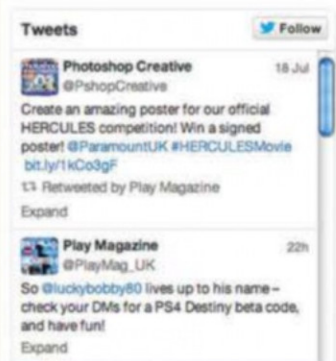 Tweets
Follow
Photoshop Creative
18 Jul
@PshopCreative
Create an amazing poster for our official
HERCULES competition! Win a signed
poster! @ParamountUK #HERCULESMovie
bit.ly/1kCo3gF
Retweeted by Play Magazine
Expand
Play Magazine
22h
@PlayMag_UK
So @luckybobby80 lives up to his name –
check your DMs for a PS4 Destiny beta code,
and have fun!
Expand